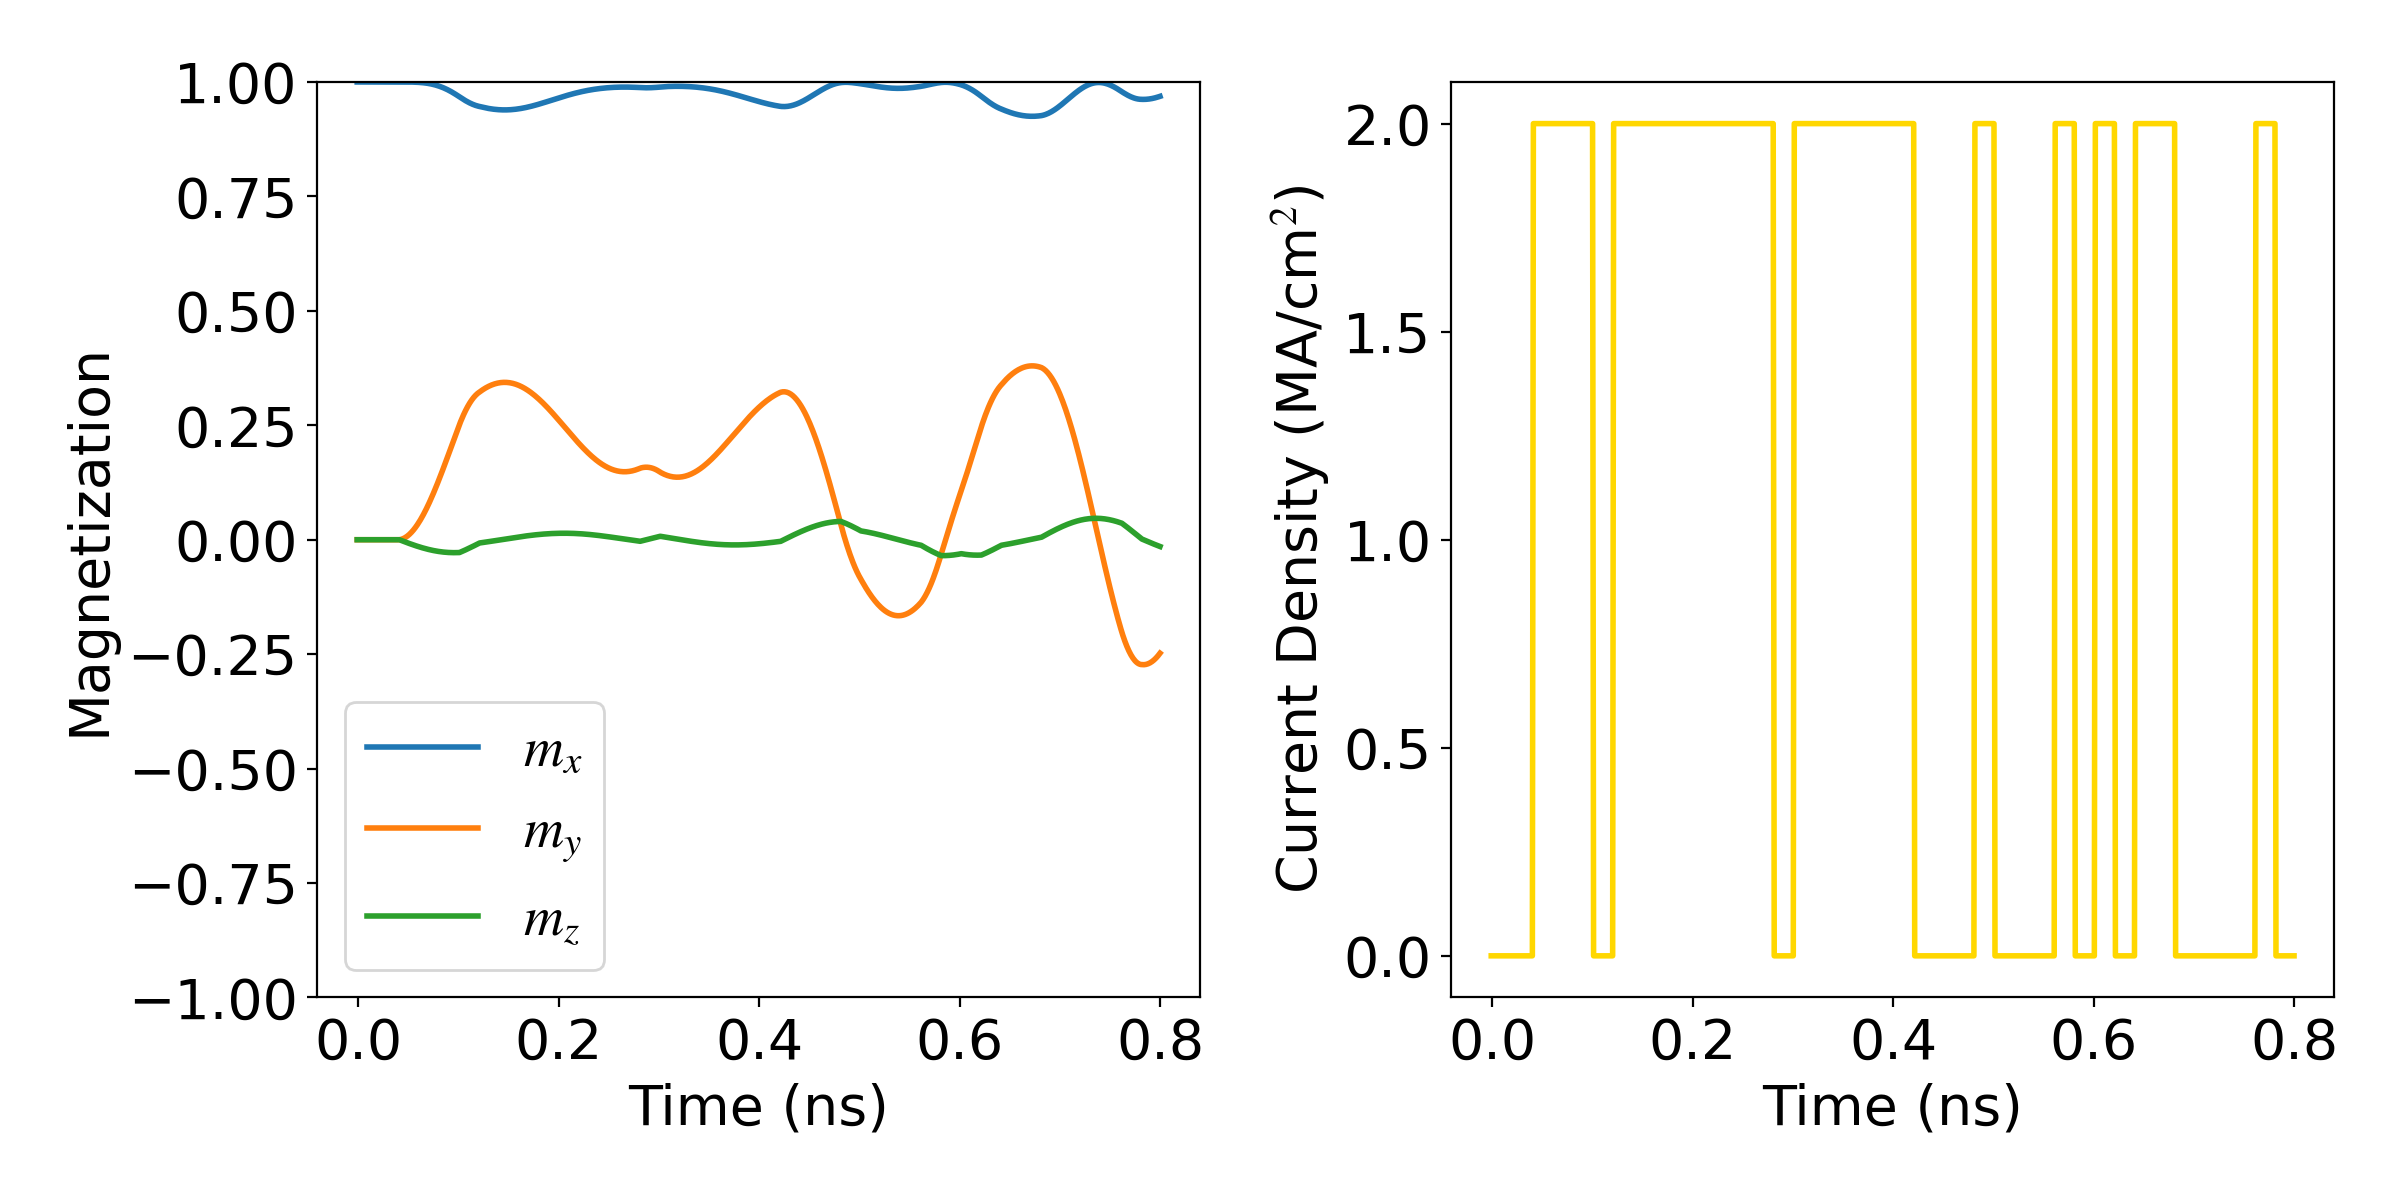 Magnetization
1.00
0.75
0.50
0.25
0.00
−0.25
−0.50
−0.75
−1.00
0.0 0.2 0.4 0.6 0.8
Time (ns)
m_x
m_y
m_z
Current Density (MA/cm²)
2.0
1.5
1.0
0.5
0.0
0.0 0.2 0.4 0.6 0.8
Time (ns)